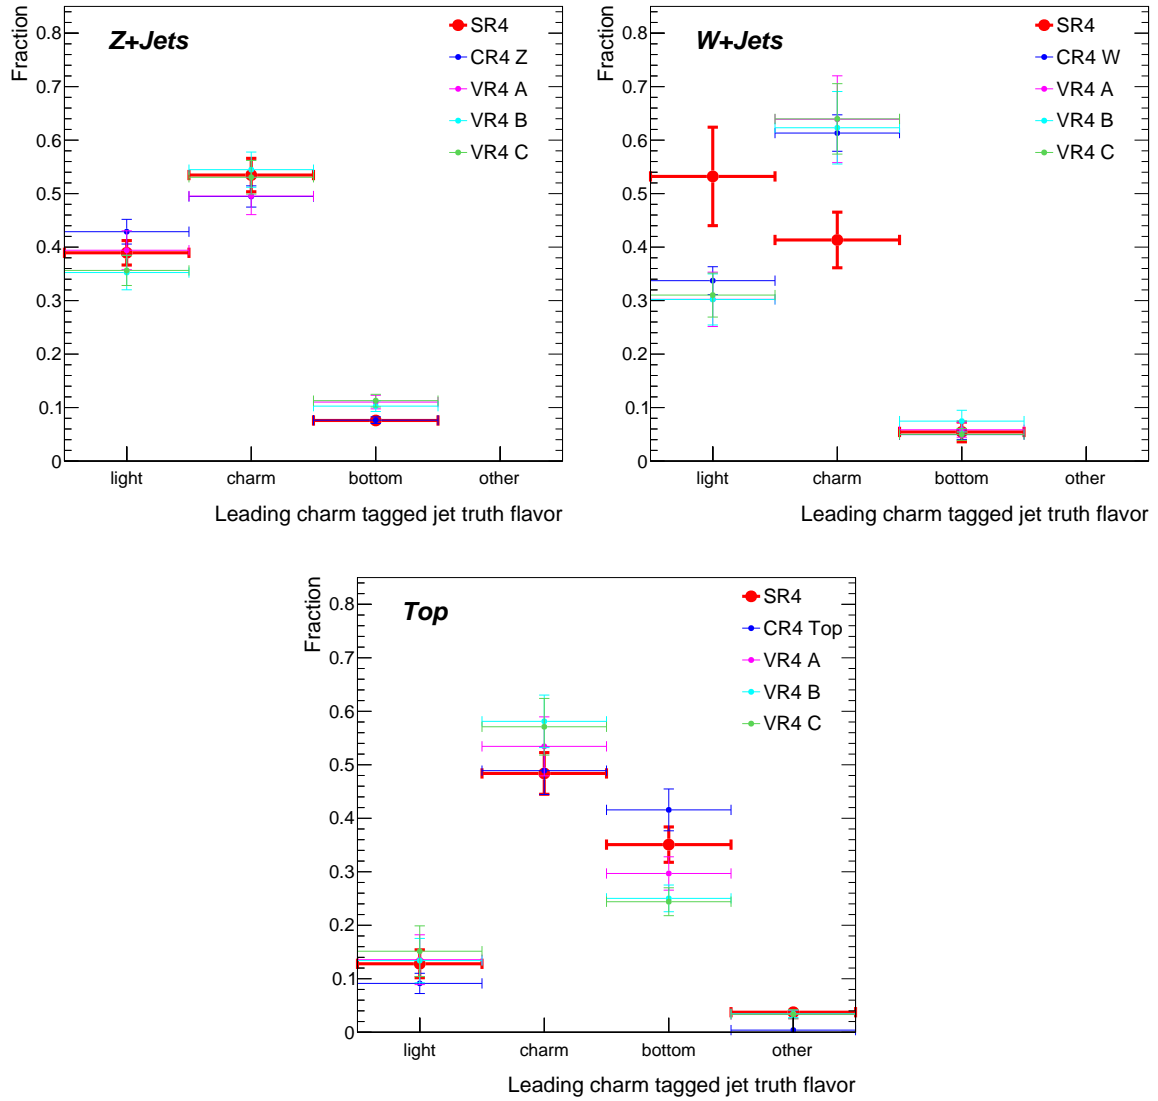 Fraction
Z+Jets
SR4
CR4 Z
VR4 A
VR4 B
VR4 C
0.8
0.7
0.6
0.5
0.4
0.3
0.2
0.1
0
light charm bottom other
Leading charm tagged jet truth flavor
Fraction
W+Jets
SR4
CR4 W
VR4 A
VR4 B
VR4 C
0.8
0.7
0.6
0.5
0.4
0.3
0.2
0.1
0
light charm bottom other
Leading charm tagged jet truth flavor
Fraction
Top
SR4
CR4 Top
VR4 A
VR4 B
VR4 C
0.8
0.7
0.6
0.5
0.4
0.3
0.2
0.1
0
light charm bottom other
Leading charm tagged jet truth flavor